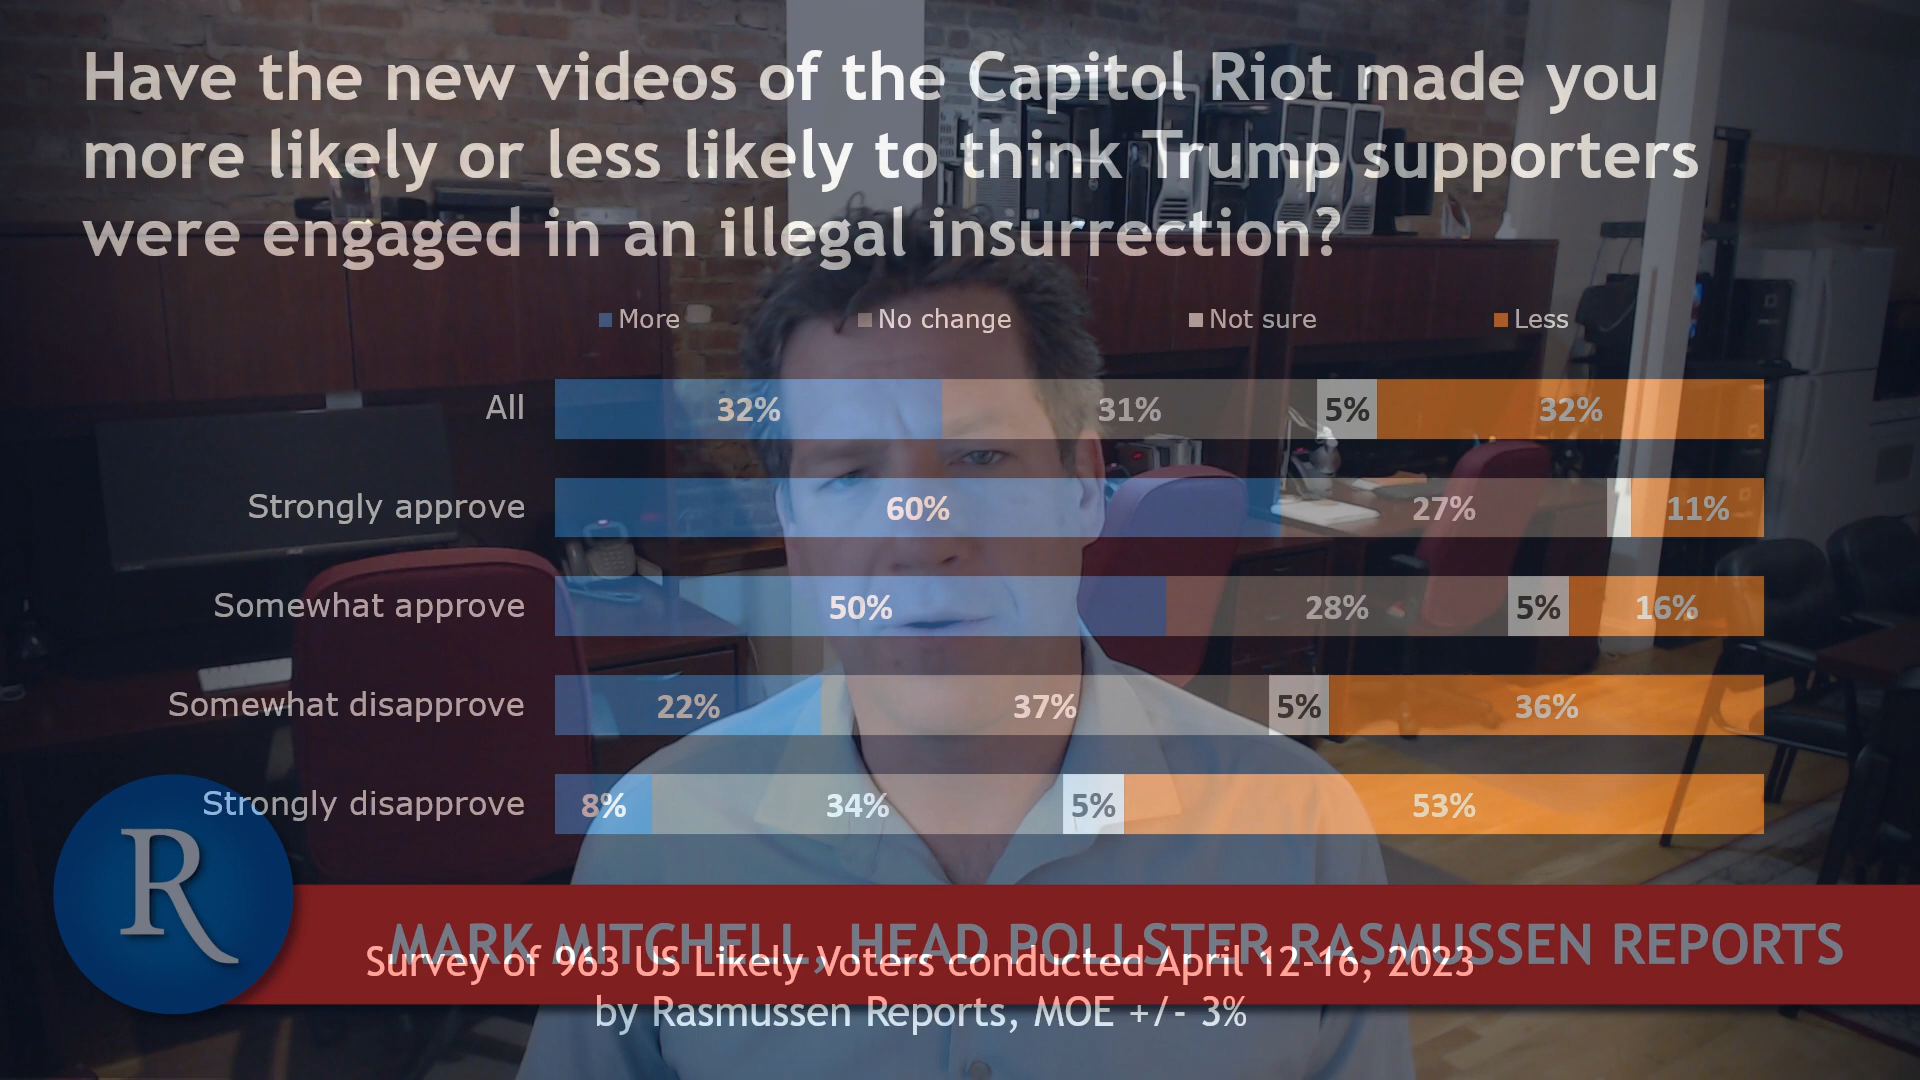 Have the new videos of the Capitol Riot made you
more likely or less likely to think Trump supporters
were engaged in an illegal insurrection?
More No change Not sure Less
All 32% 31% 5% 32%
Strongly approve 60% 27% 11%
Somewhat approve 50% 28% 5% 16%
Somewhat disapprove 22% 37% 5% 36%
Strongly disapprove 8% 34% 5% 53%
R
MARK MITCHELL, HEAD POLLSTER RASMUSSEN REPORTS
Survey of 963 US Likely Voters conducted April 12-16, 2023
by Rasmussen Reports, MOE +/- 3%